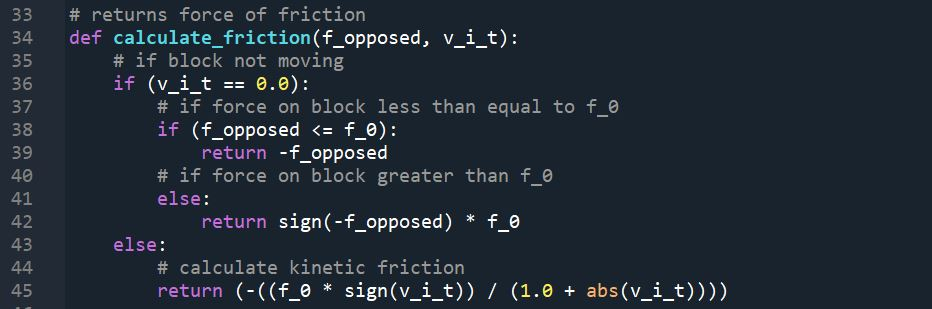 33 # returns force of friction
34 def calculate_friction(f_opposed, v_i_t):
35     # if block not moving
36     if (v_i_t == 0.0):
37         # if force on block less than equal to f_0
38         if (f_opposed <= f_0):
39             return -f_opposed
40         # if force on block greater than f_0
41         else:
42             return sign(-f_opposed) * f_0
43     else:
44         # calculate kinetic friction
45         return (-((f_0 * sign(v_i_t)) / (1.0 + abs(v_i_t))))